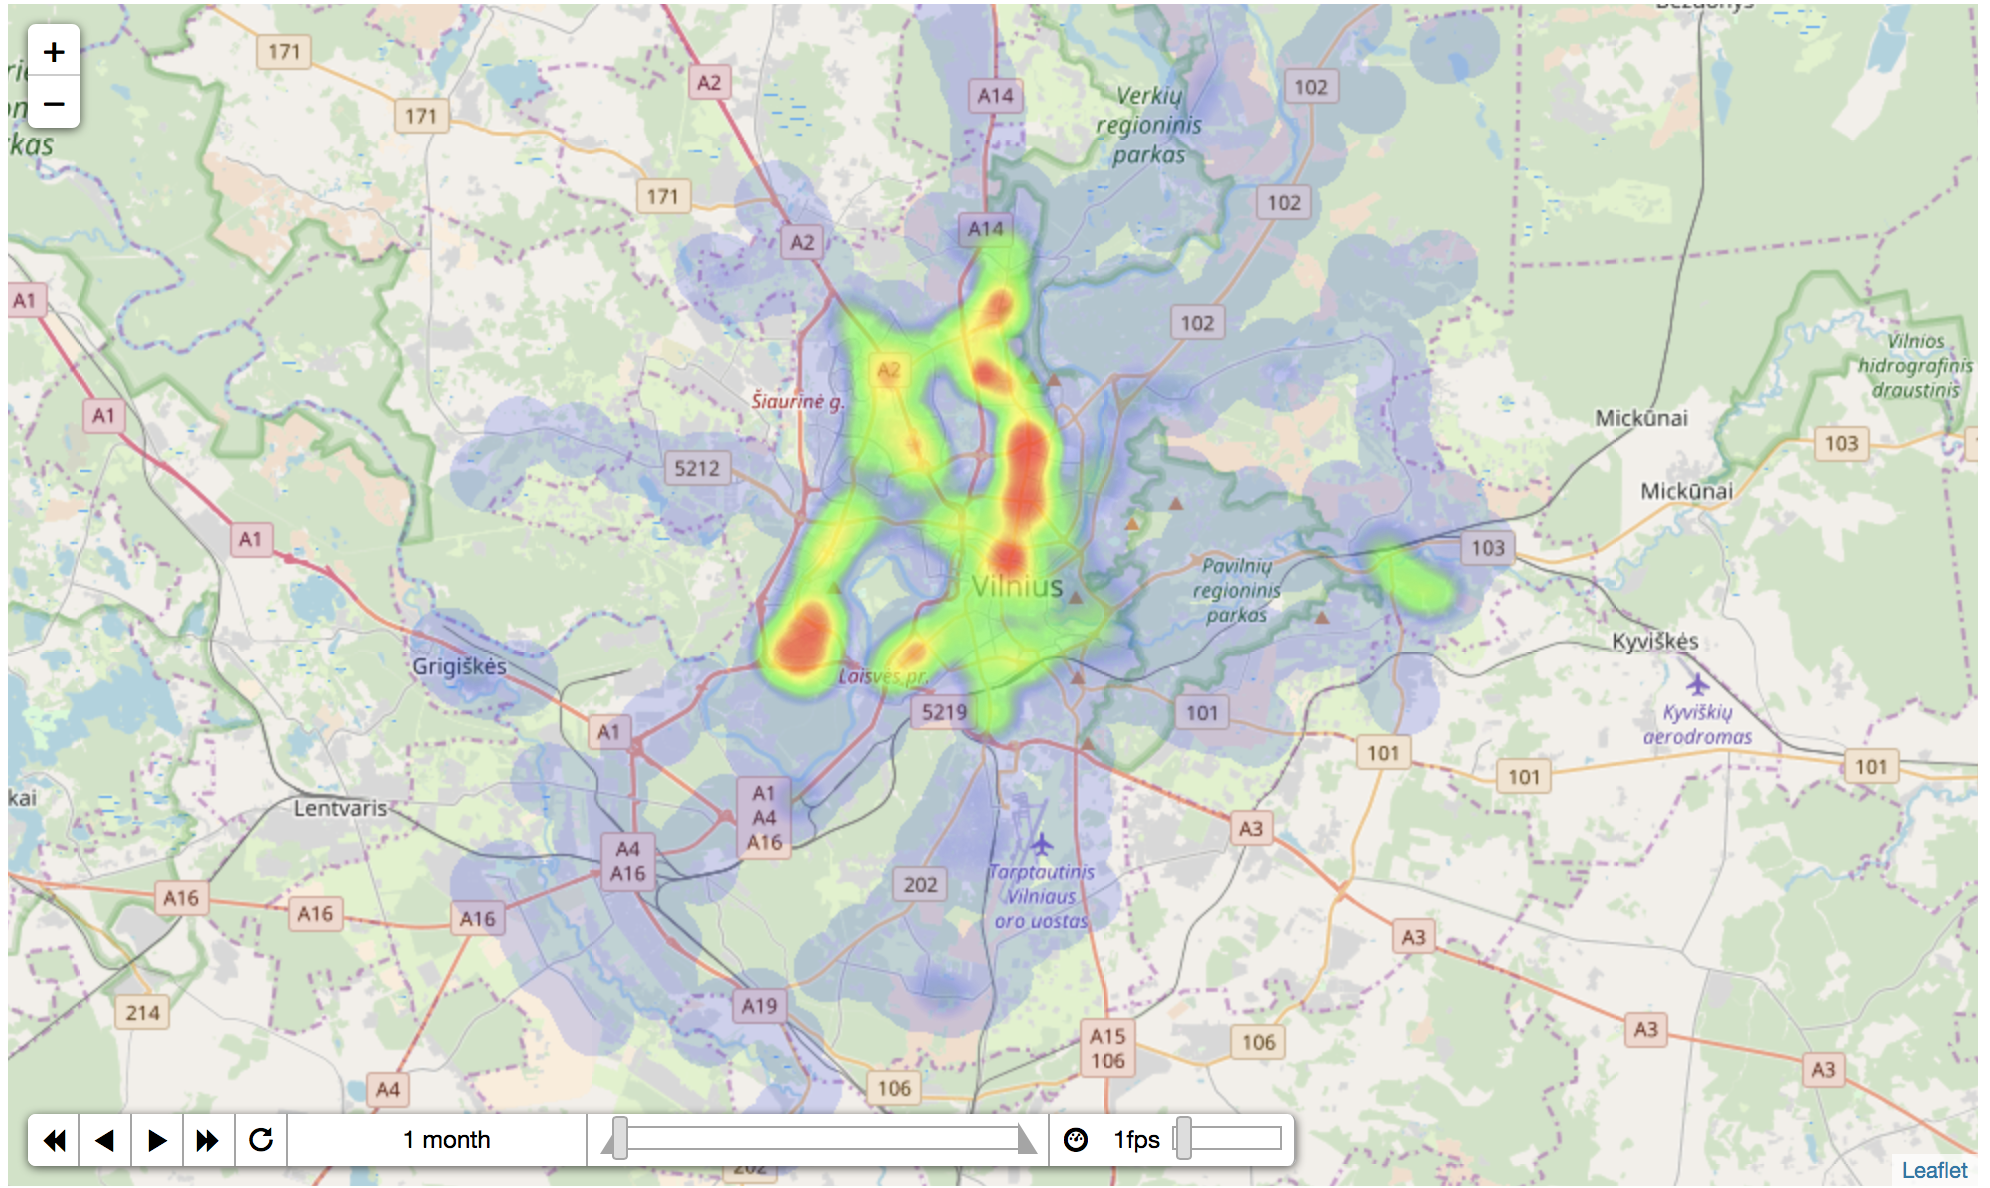 Bezdonys
+
171
A2
A14
102
−
171
Verkių
regioninis
parkas
kas
171
102
A14
A2
A1
102
Vilnios
hidrografinis
draustinis
A2
Šiaurinė g.
A1
Mickūnai
103
5212
Mickūnai
A1
103
Vilnius
Pavilnių
regioninis
parkas
Kyviškės
Grigiškės
Laisvės pr.
5219
101
Kyviškių
aerodromas
A1
101
101
101
kai
Lentvaris
A1
A4
A16
A3
A4
A16
202
Tarptautinis
Vilniaus
oro uostas
A16
A16
A16
A3
214
A19
A15
106
106
A3
A3
A4
106
1 month
1fps
202
Leaflet